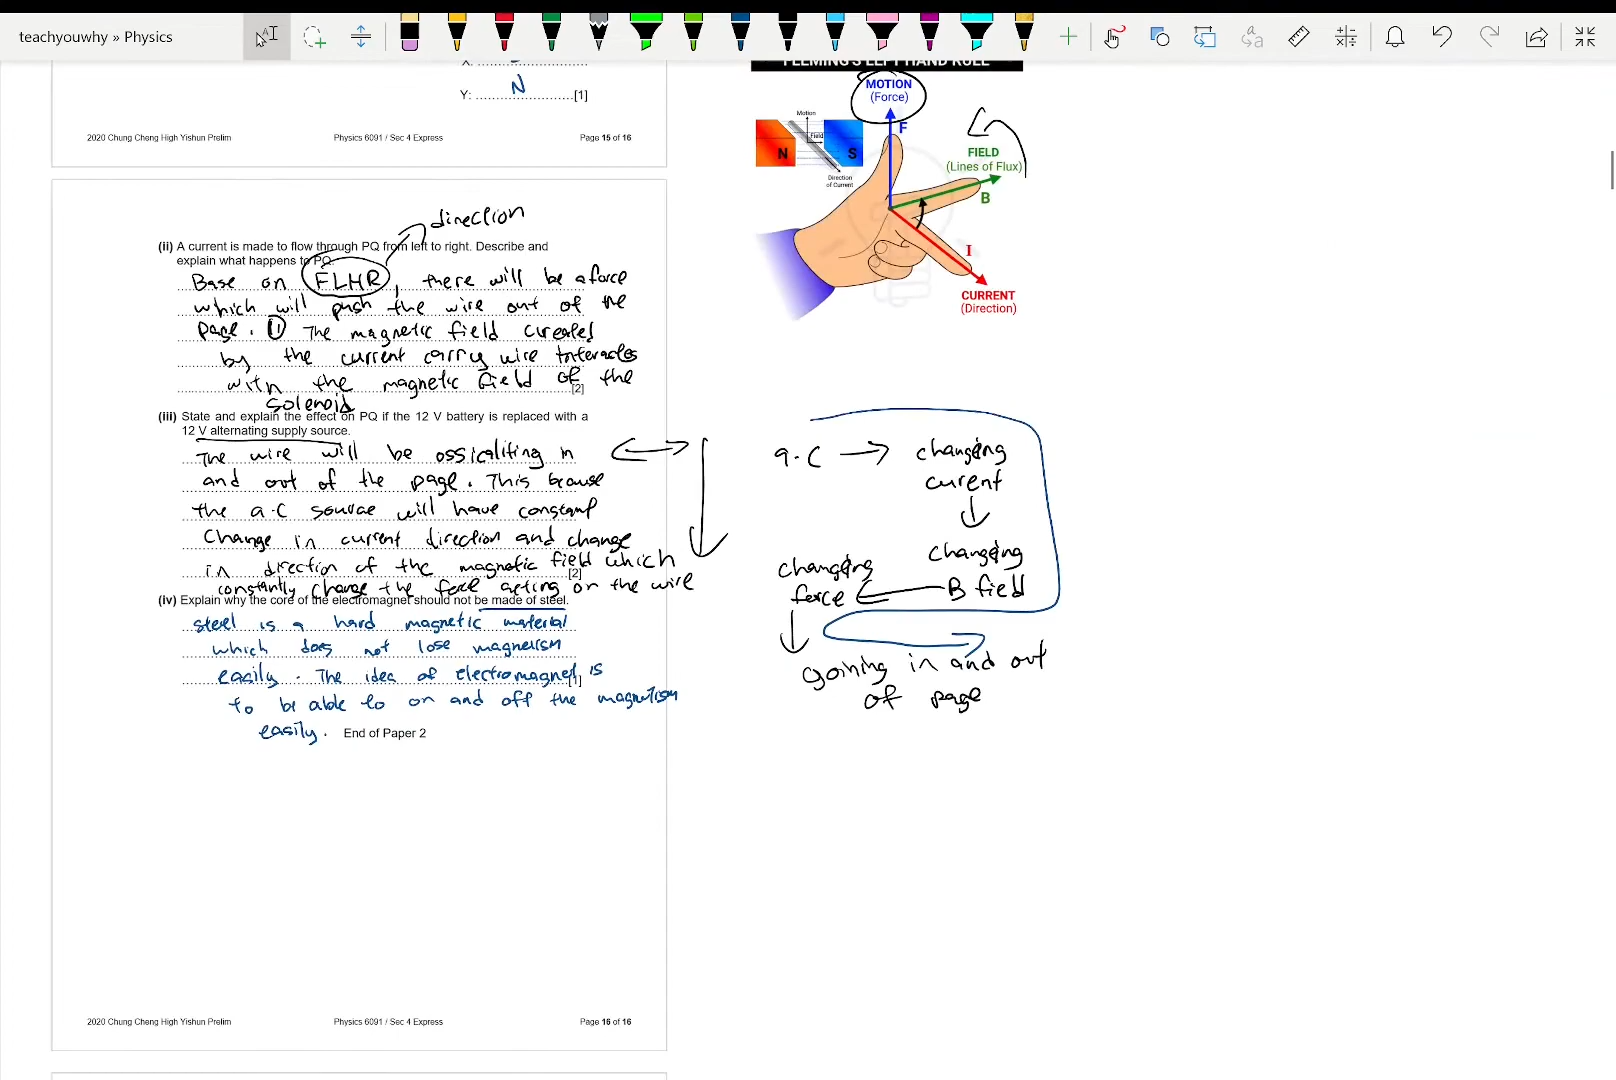 teachyouwhy » Physics
Y: ........................[1]
N
2020 Chung Cheng High Yishun Prelim
Physics 6091 / Sec 4 Express
Page 15 of 16
direction
(ii) A current is made to flow through PQ from left to right. Describe and
explain what happens to PQ.
Base on FLHR, there will be a force
which will push the wire out of the
page. ① The magnetic field created
by the current carry wire interacts
with the magnetic field of the
[2]
solenoid
(iii) State and explain the effect on PQ if the 12 V battery is replaced with a
12 V alternating supply source.
The wire will be ossicaliting in
and out of the page. This because
the a.c source will have constant
Change in current direction and change
in direction of the magnetic field which
[2]
constantly change the force acting on the wire
(iv) Explain why the core of the electromagnet should not be made of steel.
steel is a hard magnetic material
which does not lose magnetism
easily. The idea of electromagnet is
[1]
to be able to on and off the magnetism
easily.
End of Paper 2
2020 Chung Cheng High Yishun Prelim
Physics 6091 / Sec 4 Express
Page 16 of 16
FLEMING'S LEFT HAND RULE
MOTION
(Force)
F
Motion
Field
N
S
Direction
of Current
FIELD
(Lines of Flux)
B
I
CURRENT
(Direction)
a.c → changing
curent
changing
B field
changing
force
goining in and out
of page